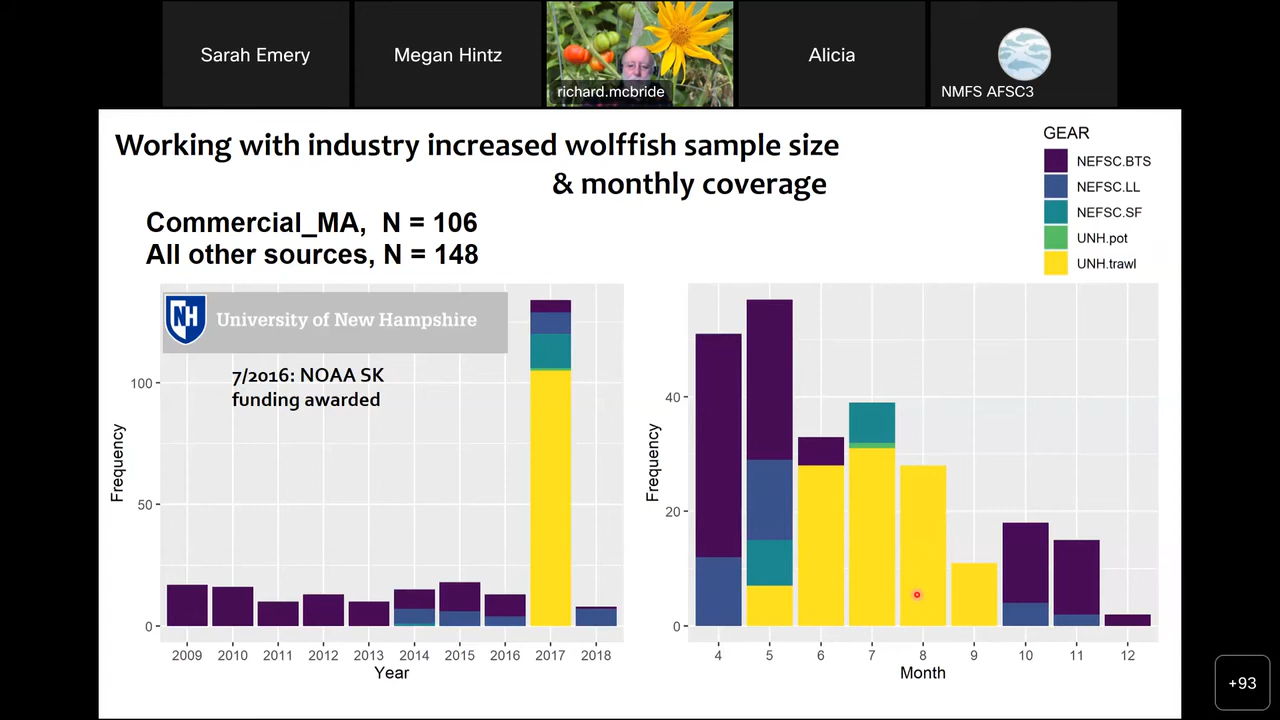 Sarah Emery
Megan Hintz
richard.mcbride
Alicia
NMFS AFSC3
Working with industry increased wolffish sample size
& monthly coverage
Commercial_MA, N = 106
All other sources, N = 148
GEAR
NEFSC.BTS
NEFSC.LL
NEFSC.SF
UNH.pot
UNH.trawl
NH University of New Hampshire
7/2016: NOAA SK
funding awarded
Frequency
100
50
0
2009 2010 2011 2012 2013 2014 2015 2016 2017 2018
Year
Frequency
40
20
0
4 5 6 7 8 9 10 11 12
Month
+93